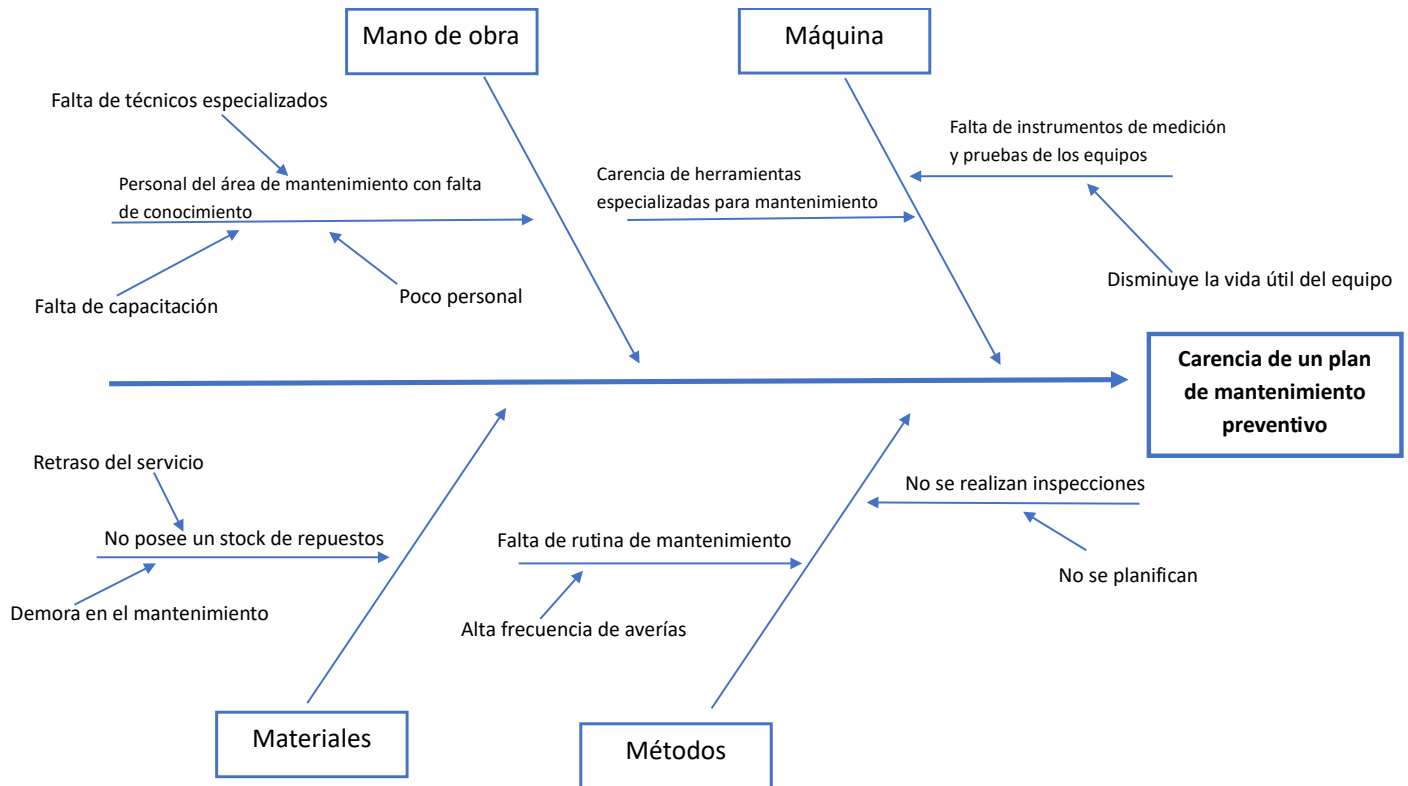 Mano de obra
Máquina
Falta de técnicos especializados
Personal del área de mantenimiento con falta
de conocimiento
Falta de capacitación
Poco personal
Carencia de herramientas
especializadas para mantenimiento
Falta de instrumentos de medición
y pruebas de los equipos
Disminuye la vida útil del equipo
Carencia de un plan
de mantenimiento
preventivo
Retraso del servicio
No posee un stock de repuestos
Demora en el mantenimiento
Falta de rutina de mantenimiento
Alta frecuencia de averías
No se realizan inspecciones
No se planifican
Materiales
Métodos